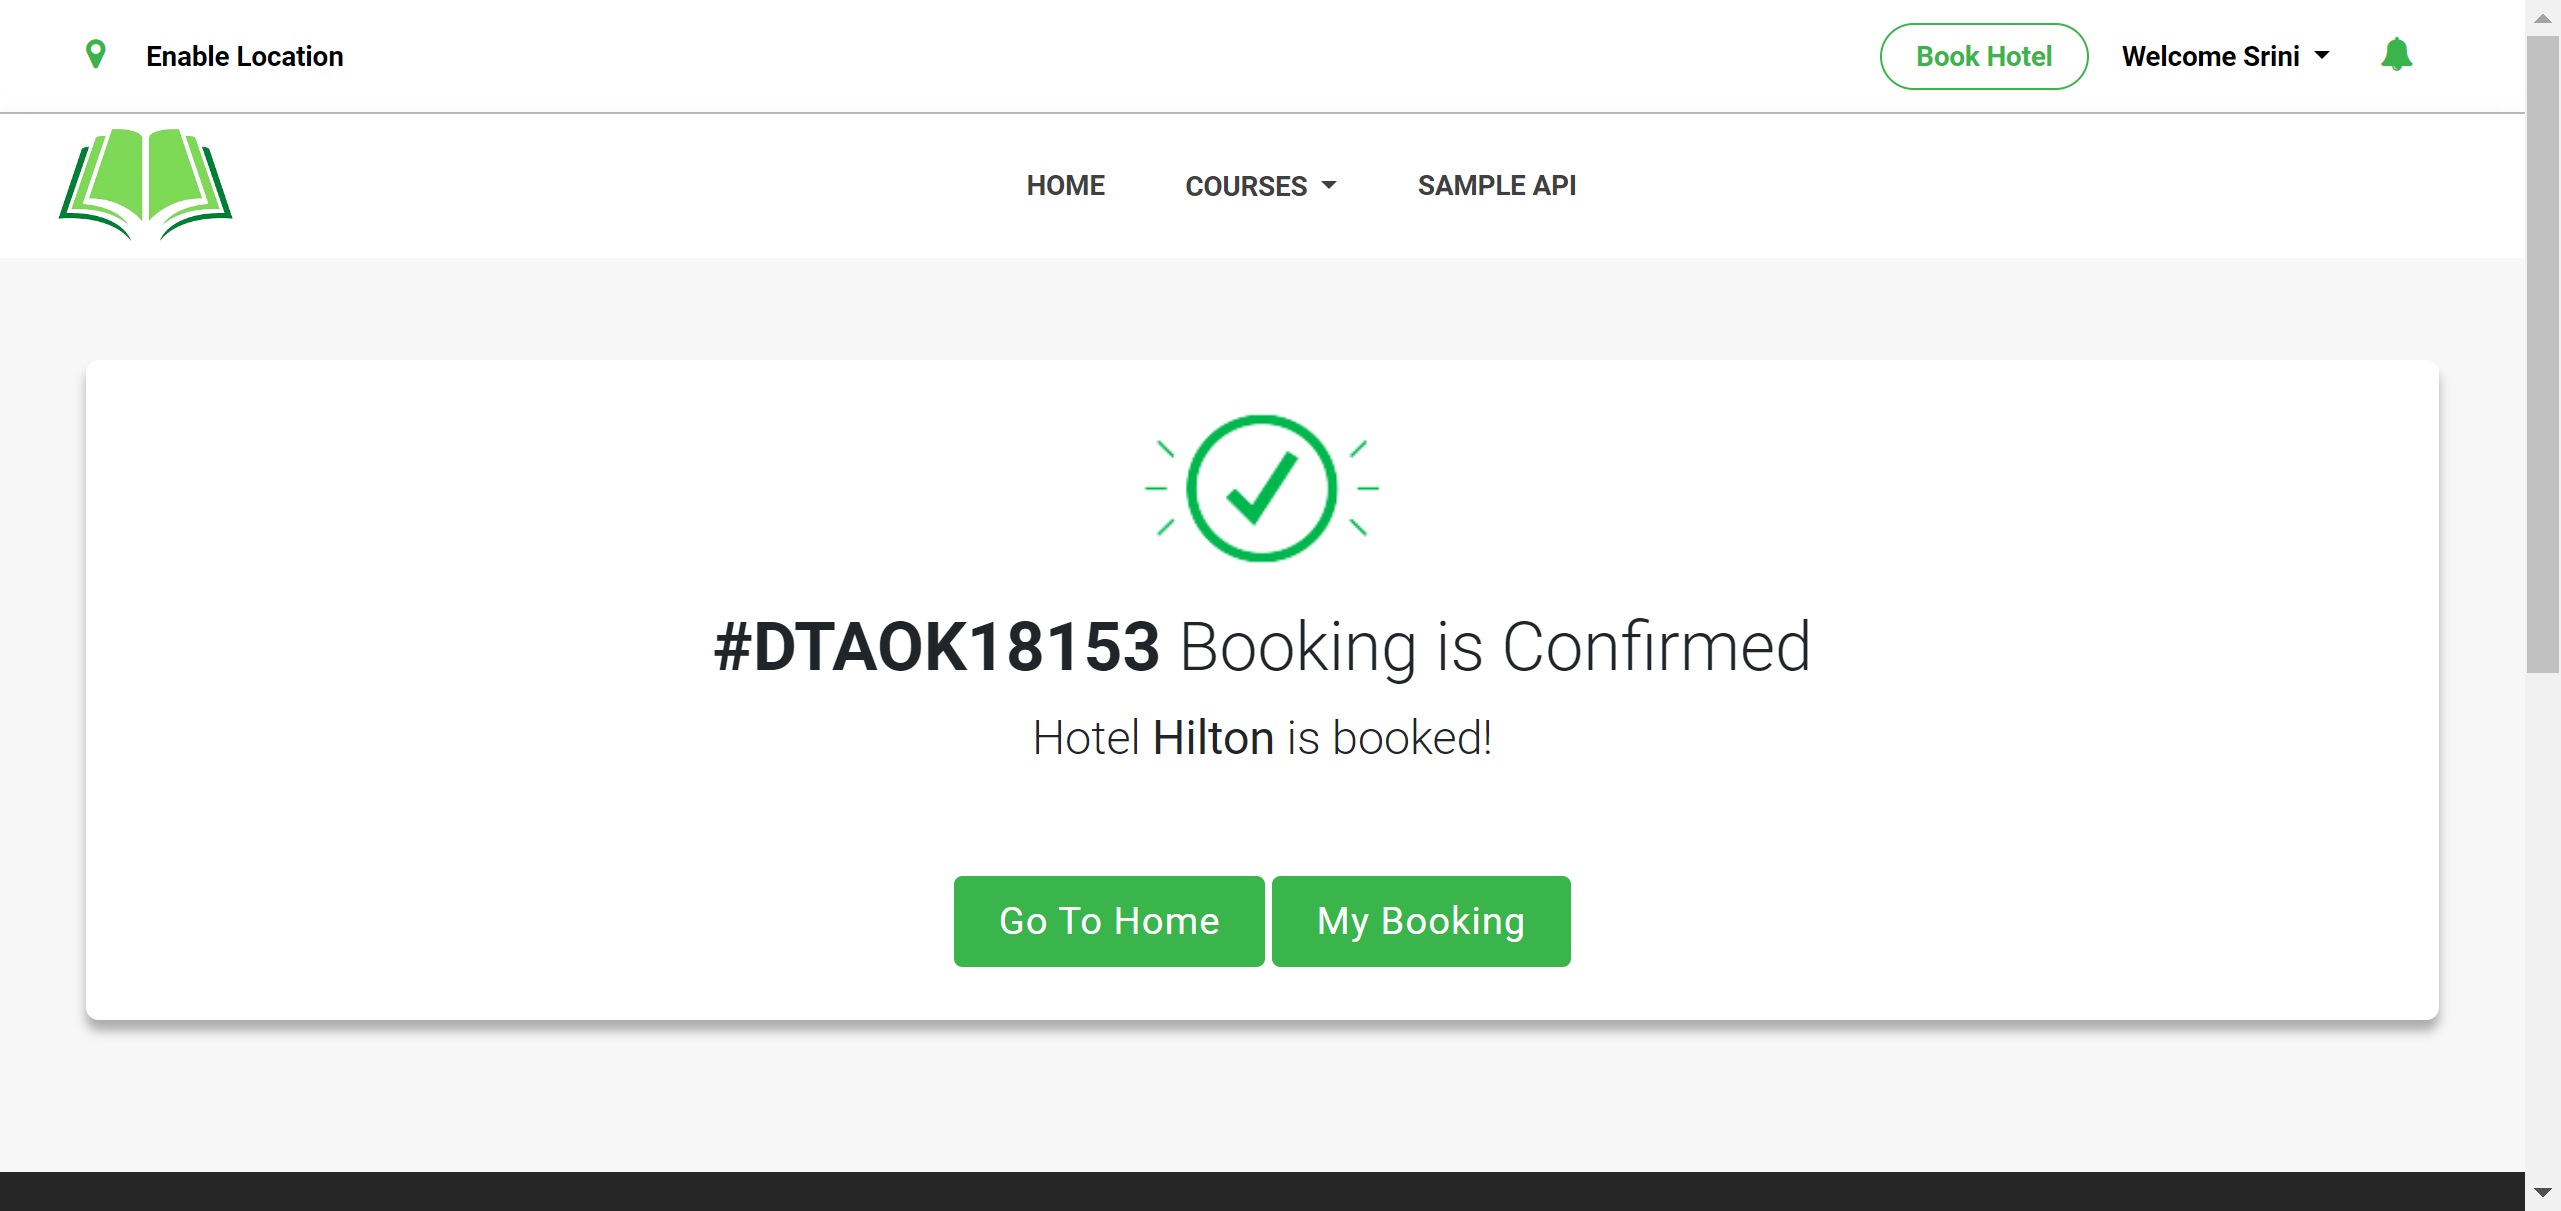 Enable Location
Book Hotel
Welcome Srini
HOME
COURSES
SAMPLE API
#DTAOK18153 Booking is Confirmed
Hotel Hilton is booked!
Go To Home
My Booking